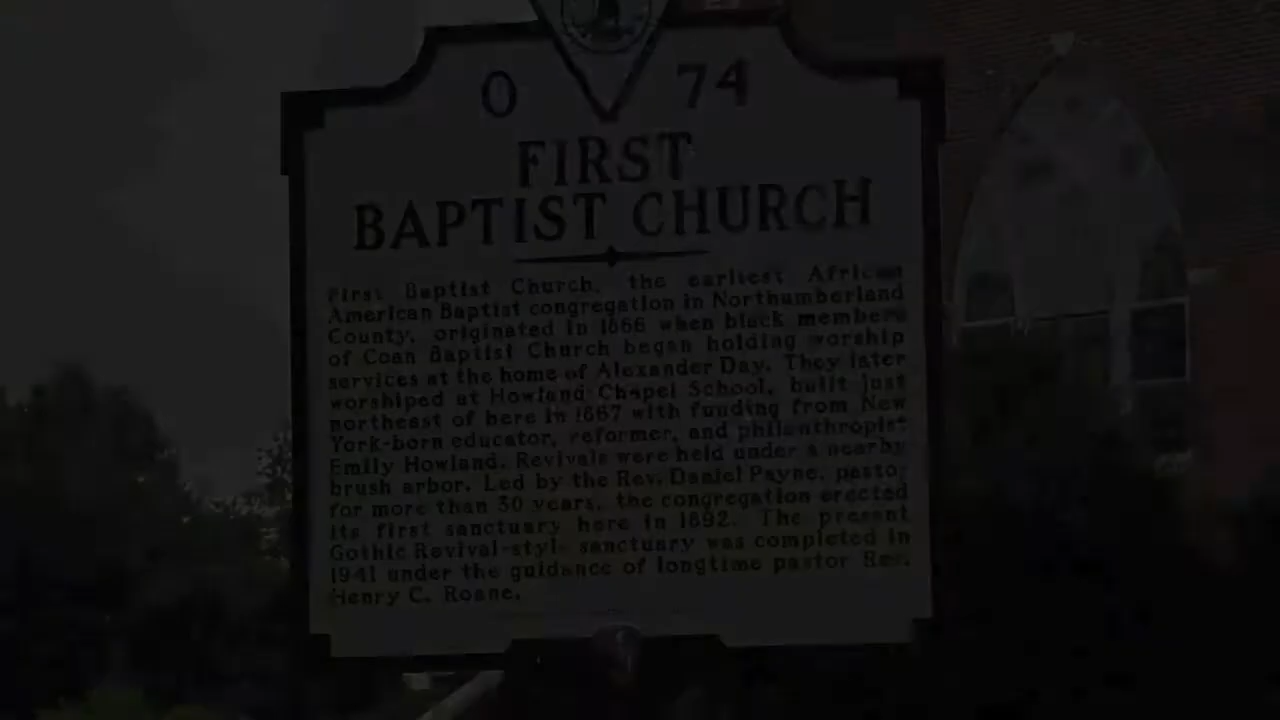 O 74
FIRST
BAPTIST CHURCH
First Baptist Church, the earliest African
American Baptist congregation in Northumberland
County, originated in 1866 when black members
of Coan Baptist Church began holding worship
services at the home of Alexander Day. They later
worshiped at Howland Chapel School, built just
northeast of here in 1867 with funding from New
York-born educator, reformer, and philanthropist
Emily Howland. Revivals were held under a nearby
brush arbor. Led by the Rev. Daniel Payne, pastor
for more than 30 years, the congregation erected
its first sanctuary here in 1892. The present
Gothic Revival-style sanctuary was completed in
1941 under the guidance of longtime pastor Rev.
Henry C. Roane.